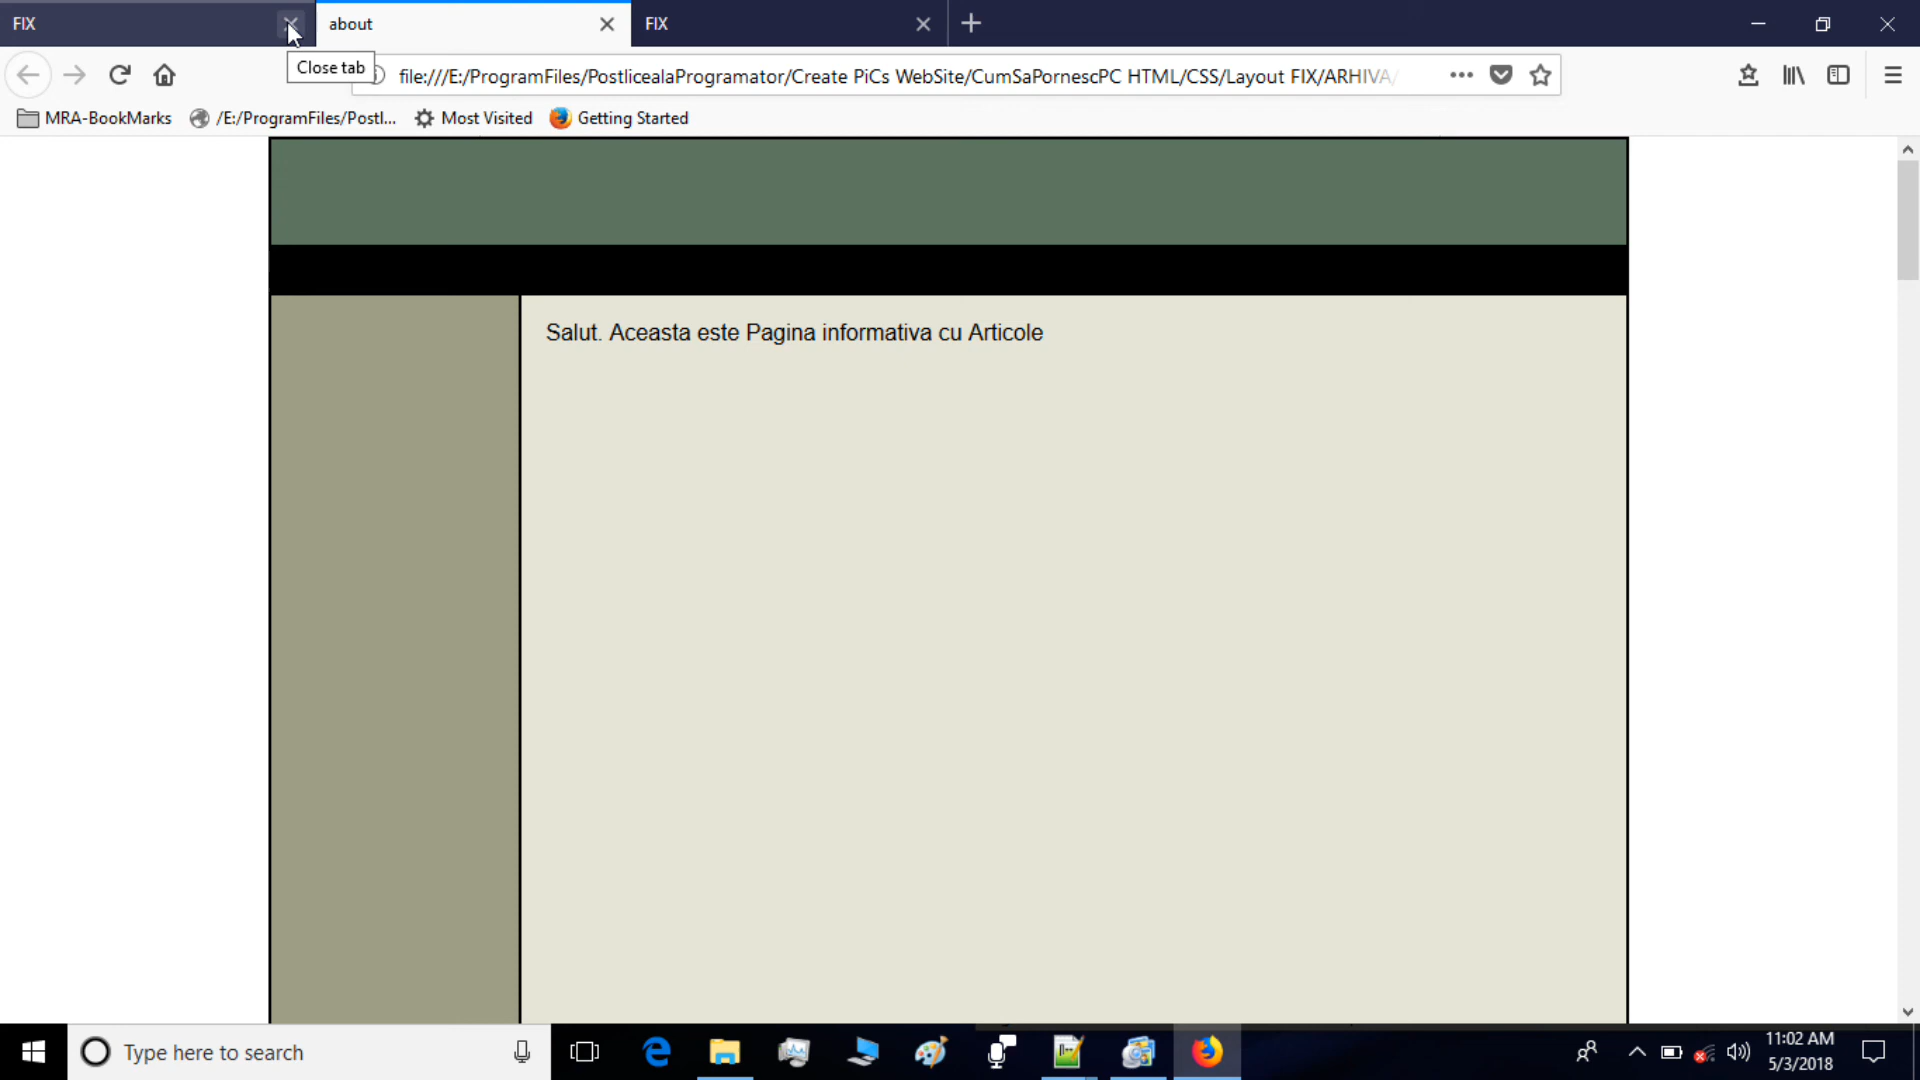 FIX
about
FIX
Close tab
file:///E:/ProgramFiles/PostlicealaProgramator/Create PiCs WebSite/CumSaPornescPC HTML/CSS/Layout FIX/ARHIVA/
MRA-BookMarks
/E:/ProgramFiles/Postl...
Most Visited
Getting Started
Salut. Aceasta este Pagina informativa cu Articole
Type here to search
11:02 AM
5/3/2018